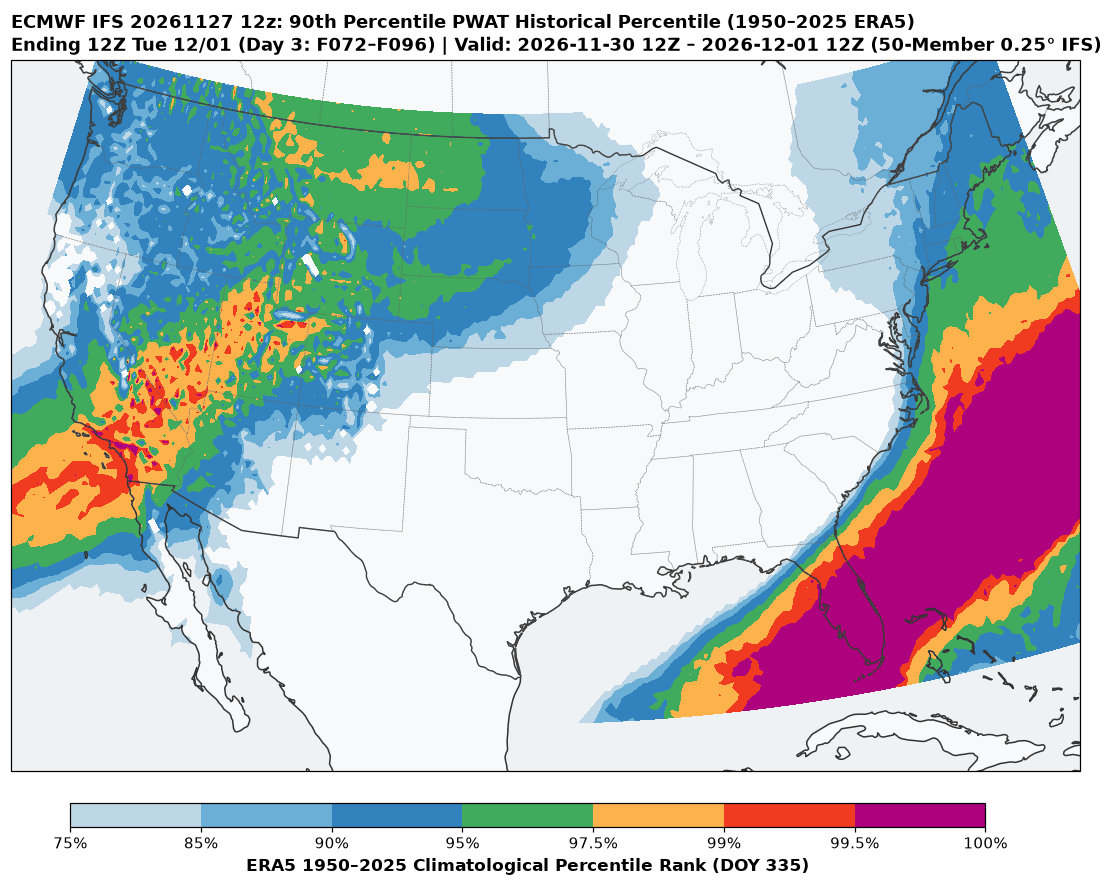 ECMWF IFS 20261127 12z: 90th Percentile PWAT Historical Percentile (1950–2025 ERA5)
Ending 12Z Tue 12/01 (Day 3: F072–F096) | Valid: 2026-11-30 12Z – 2026-12-01 12Z (50-Member 0.25° IFS)
75% 85% 90% 95% 97.5% 99% 99.5% 100%
ERA5 1950–2025 Climatological Percentile Rank (DOY 335)